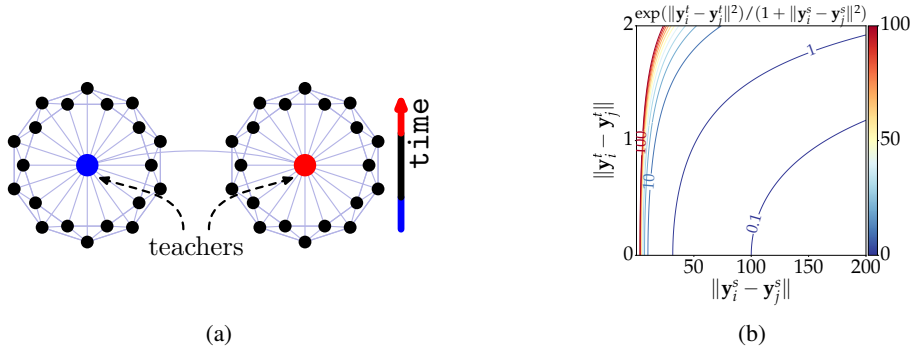 time
teachers
(a)
exp(‖y_i^t − y_j^t‖²)/(1 + ‖y_i^s − y_j^s‖²)
2
1
0
‖y_i^t − y_j^t‖
100
10
1
0.1
50
100
150
200
‖y_i^s − y_j^s‖
100
50
0
(b)